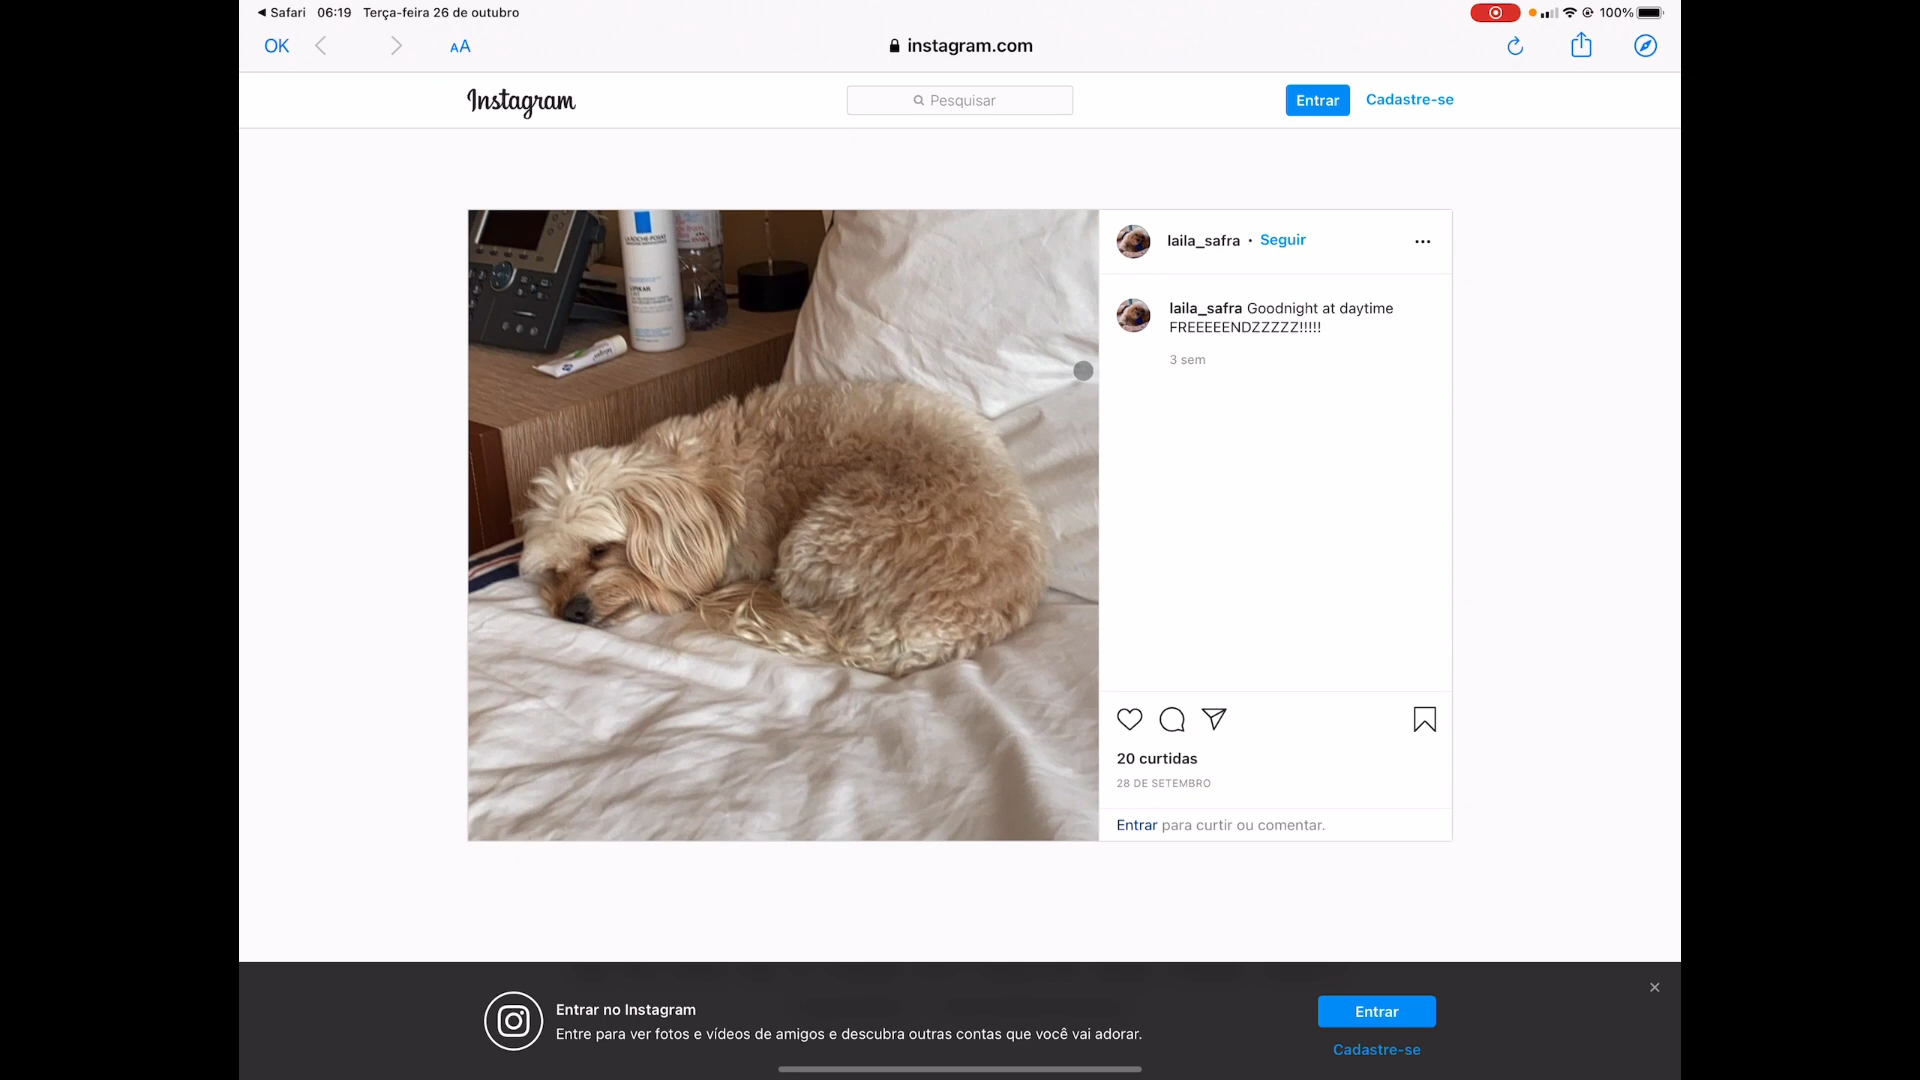 ◀ Safari 06:19 Terça-feira 26 de outubro 100%
OK AA instagram.com
Instagram Pesquisar Entrar Cadastre-se
LA ROCHE-POSAY
laila_safra • Seguir
laila_safra Goodnight at daytime
FREEEEENDZZZZZ!!!!!
3 sem
20 curtidas
28 DE SETEMBRO
Entrar para curtir ou comentar.
Entrar no Instagram
Entre para ver fotos e vídeos de amigos e descubra outras contas que você vai adorar.
Entrar
Cadastre-se